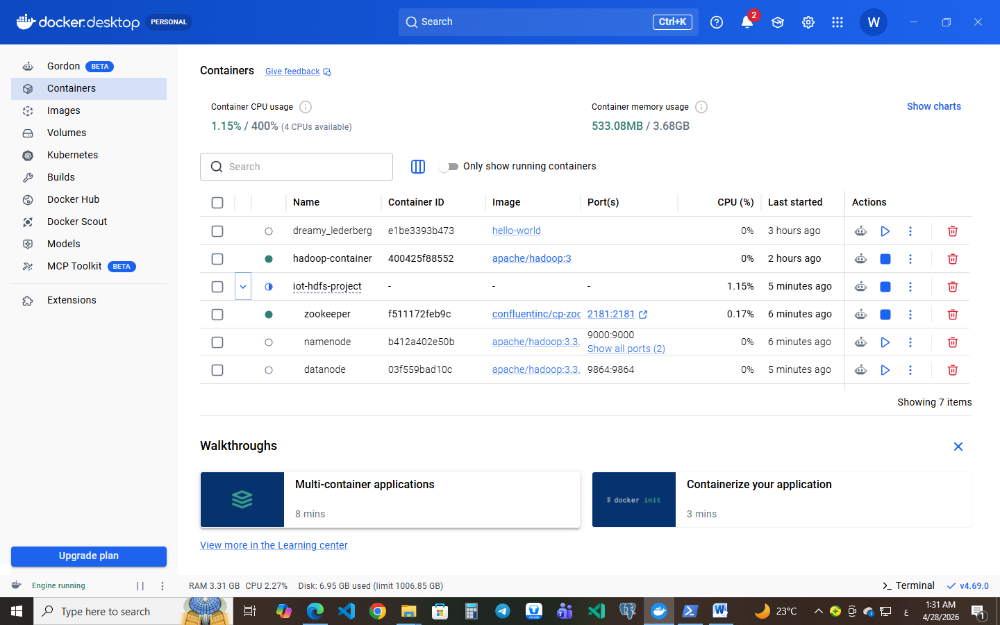 docker.desktop PERSONAL
Search Ctrl+K
2
W
Gordon BETA
Containers
Images
Volumes
Kubernetes
Builds
Docker Hub
Docker Scout
Models
MCP Toolkit BETA
Extensions
Upgrade plan
Containers Give feedback
Container CPU usage
1.15% / 400% (4 CPUs available)
Container memory usage
533.08MB / 3.68GB
Show charts
Search
Only show running containers
Name Container ID Image Port(s) CPU (%) Last started Actions
dreamy_lederberg e1be3393b473 hello-world 0% 3 hours ago
hadoop-container 400425f88552 apache/hadoop:3 0% 2 hours ago
iot-hdfs-project - - - 1.15% 5 minutes ago
zookeeper f511172feb9c confluentinc/cp-zoo 2181:2181 0.17% 6 minutes ago
namenode b412a402e50b apache/hadoop:3.3. 9000:9000 0% 6 minutes ago
Show all ports (2)
datanode 03f559bad10c apache/hadoop:3.3. 9864:9864 0% 5 minutes ago
Showing 7 items
Walkthroughs
Multi-container applications
8 mins
$ docker init
Containerize your application
3 mins
View more in the Learning center
Engine running
RAM 3.31 GB CPU 2.27% Disk: 6.95 GB used (limit 1006.85 GB)
Terminal
v4.69.0
Type here to search
23°C
ع
1:31 AM
4/28/2026
1